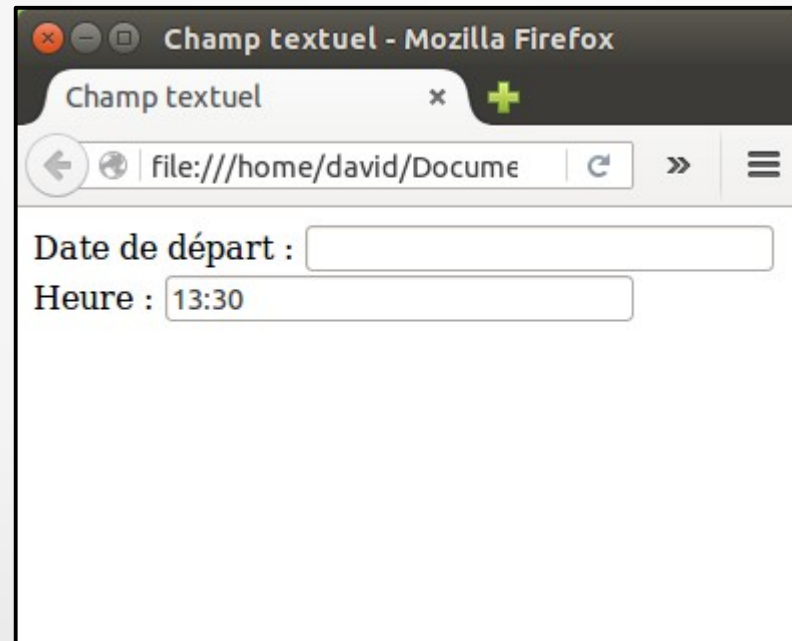 Champ textuel - Mozilla Firefox
Champ textuel
file:///home/david/Docume
Date de départ :
Heure : 13:30